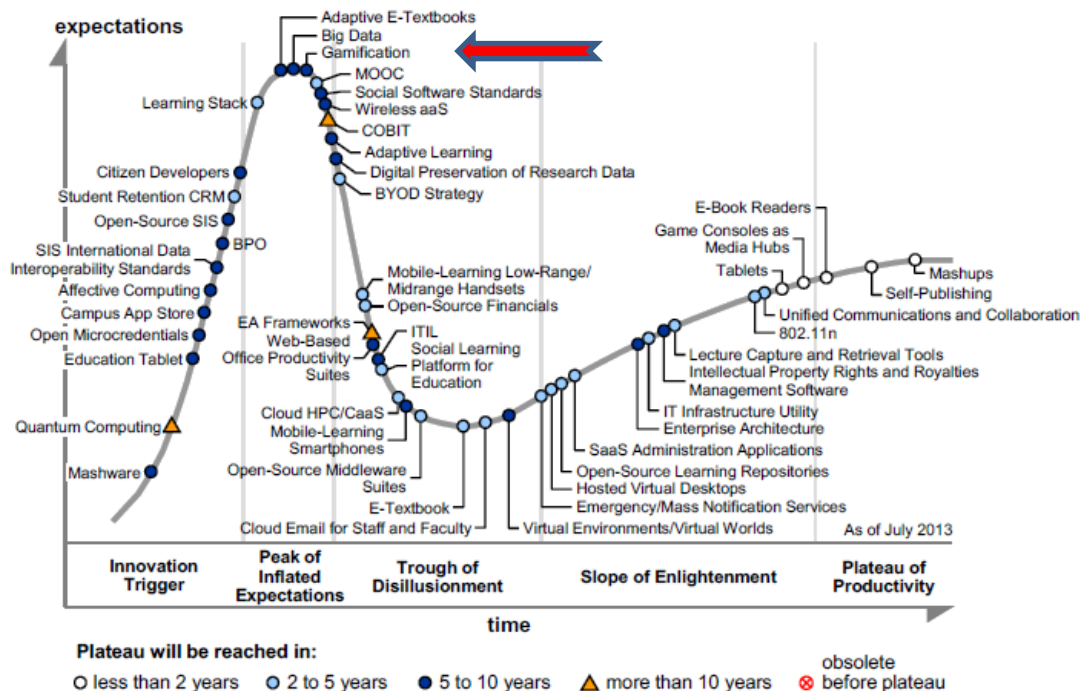 expectations
Adaptive E-Textbooks
Big Data
Gamification
MOOC
Social Software Standards
Wireless aaS
COBIT
Adaptive Learning
Digital Preservation of Research Data
BYOD Strategy
Learning Stack
Citizen Developers
Student Retention CRM
Open-Source SIS
BPO
SIS International Data
Interoperability Standards
Affective Computing
Campus App Store
Open Microcredentials
Education Tablet
Quantum Computing
Mashware
Mobile-Learning Low-Range/
Midrange Handsets
Open-Source Financials
EA Frameworks
Web-Based
Office Productivity
Suites
ITIL
Social Learning
Platform for
Education
Cloud HPC/CaaS
Mobile-Learning
Smartphones
Open-Source Middleware
Suites
E-Textbook
Cloud Email for Staff and Faculty
Virtual Environments/Virtual Worlds
Emergency/Mass Notification Services
Hosted Virtual Desktops
Open-Source Learning Repositories
SaaS Administration Applications
Enterprise Architecture
IT Infrastructure Utility
Intellectual Property Rights and Royalties
Management Software
Lecture Capture and Retrieval Tools
802.11n
Unified Communications and Collaboration
Tablets
Game Consoles as
Media Hubs
E-Book Readers
Self-Publishing
Mashups
As of July 2013
Innovation
Trigger
Peak of
Inflated
Expectations
Trough of
Disillusionment
Slope of Enlightenment
Plateau of
Productivity
time
Plateau will be reached in:
less than 2 years
2 to 5 years
5 to 10 years
more than 10 years
obsolete
before plateau